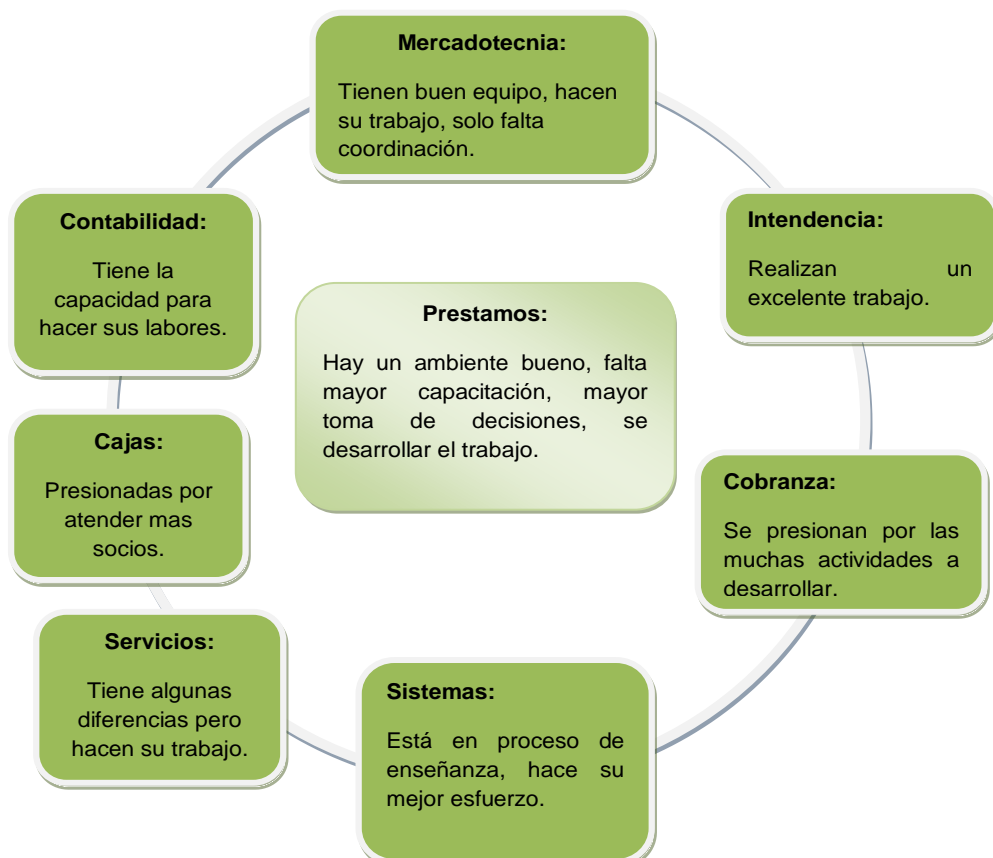 Mercadotecnia:
Tienen buen equipo, hacen
su trabajo, solo falta
coordinación.
Contabilidad:
Tiene la
capacidad para
hacer sus labores.
Intendencia:
Realizan un
excelente trabajo.
Prestamos:
Hay un ambiente bueno, falta
mayor capacitación, mayor
toma de decisiones, se
desarrollar el trabajo.
Cajas:
Presionadas por
atender mas
socios.
Cobranza:
Se presionan por las
muchas actividades a
desarrollar.
Servicios:
Tiene algunas
diferencias pero
hacen su trabajo.
Sistemas:
Está en proceso de
enseñanza, hace su
mejor esfuerzo.